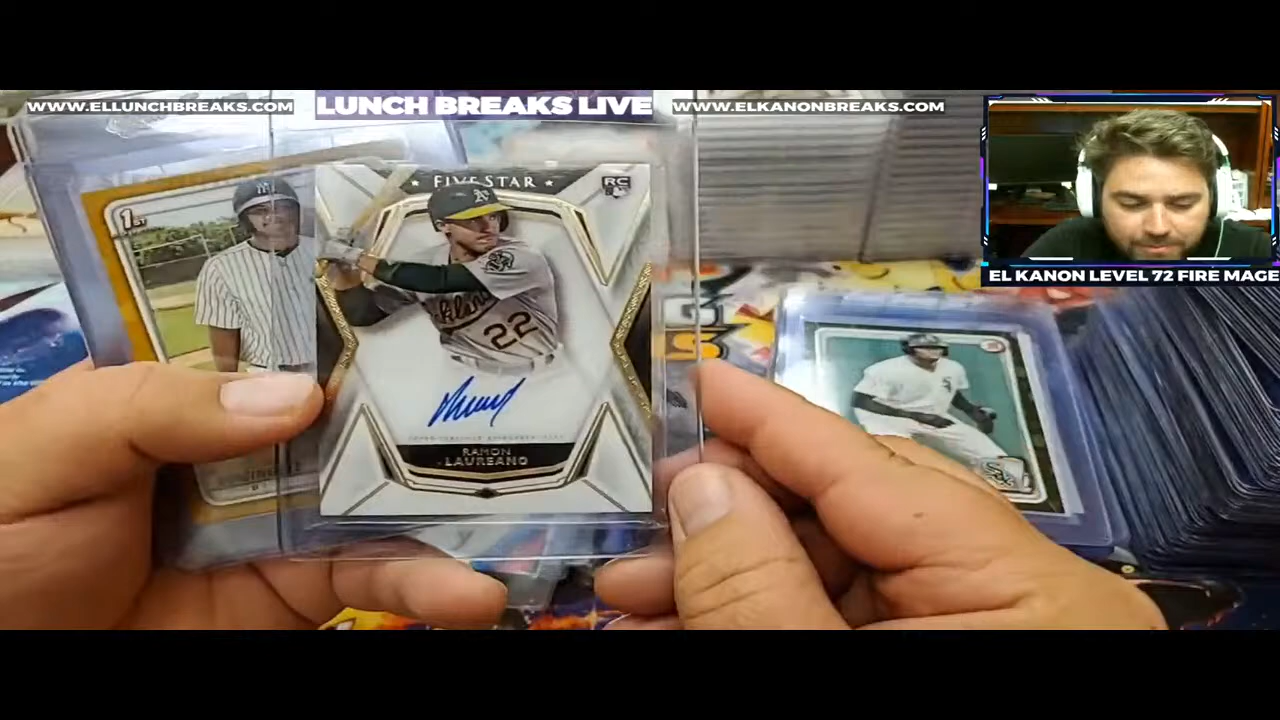 WWW.ELLUNCHBREAKS.COM
LUNCH BREAKS LIVE
WWW.ELKANONBREAKS.COM
EL KANON LEVEL 72 FIRE MAGE
1ST
FIVE STAR
RC
22
RAMON
LAUREANO